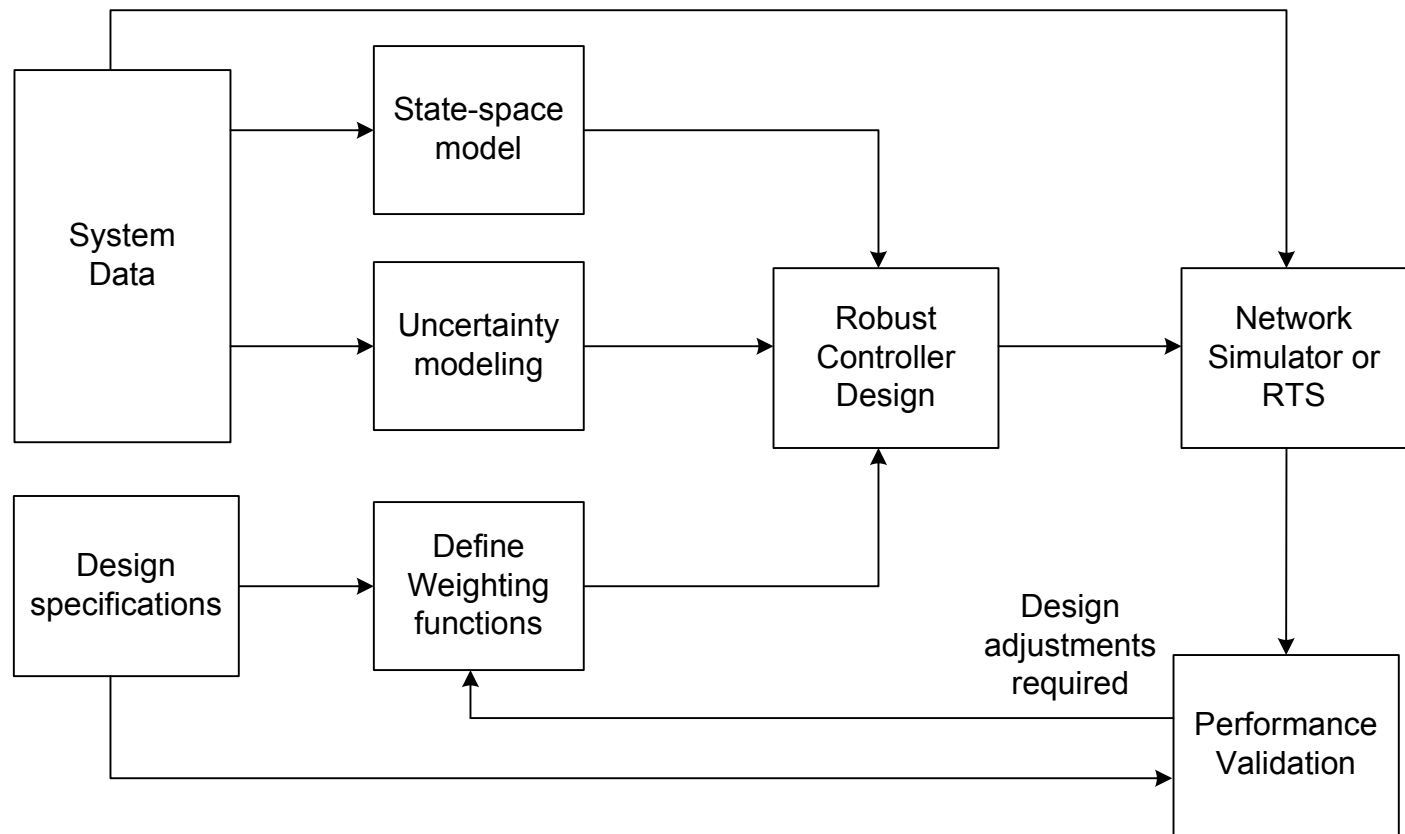 State-space
model
System
Data
Uncertainty
modeling
Robust
Controller
Design
Network
Simulator or
RTS
Design
specifications
Define
Weighting
functions
Design
adjustments
required
Performance
Validation